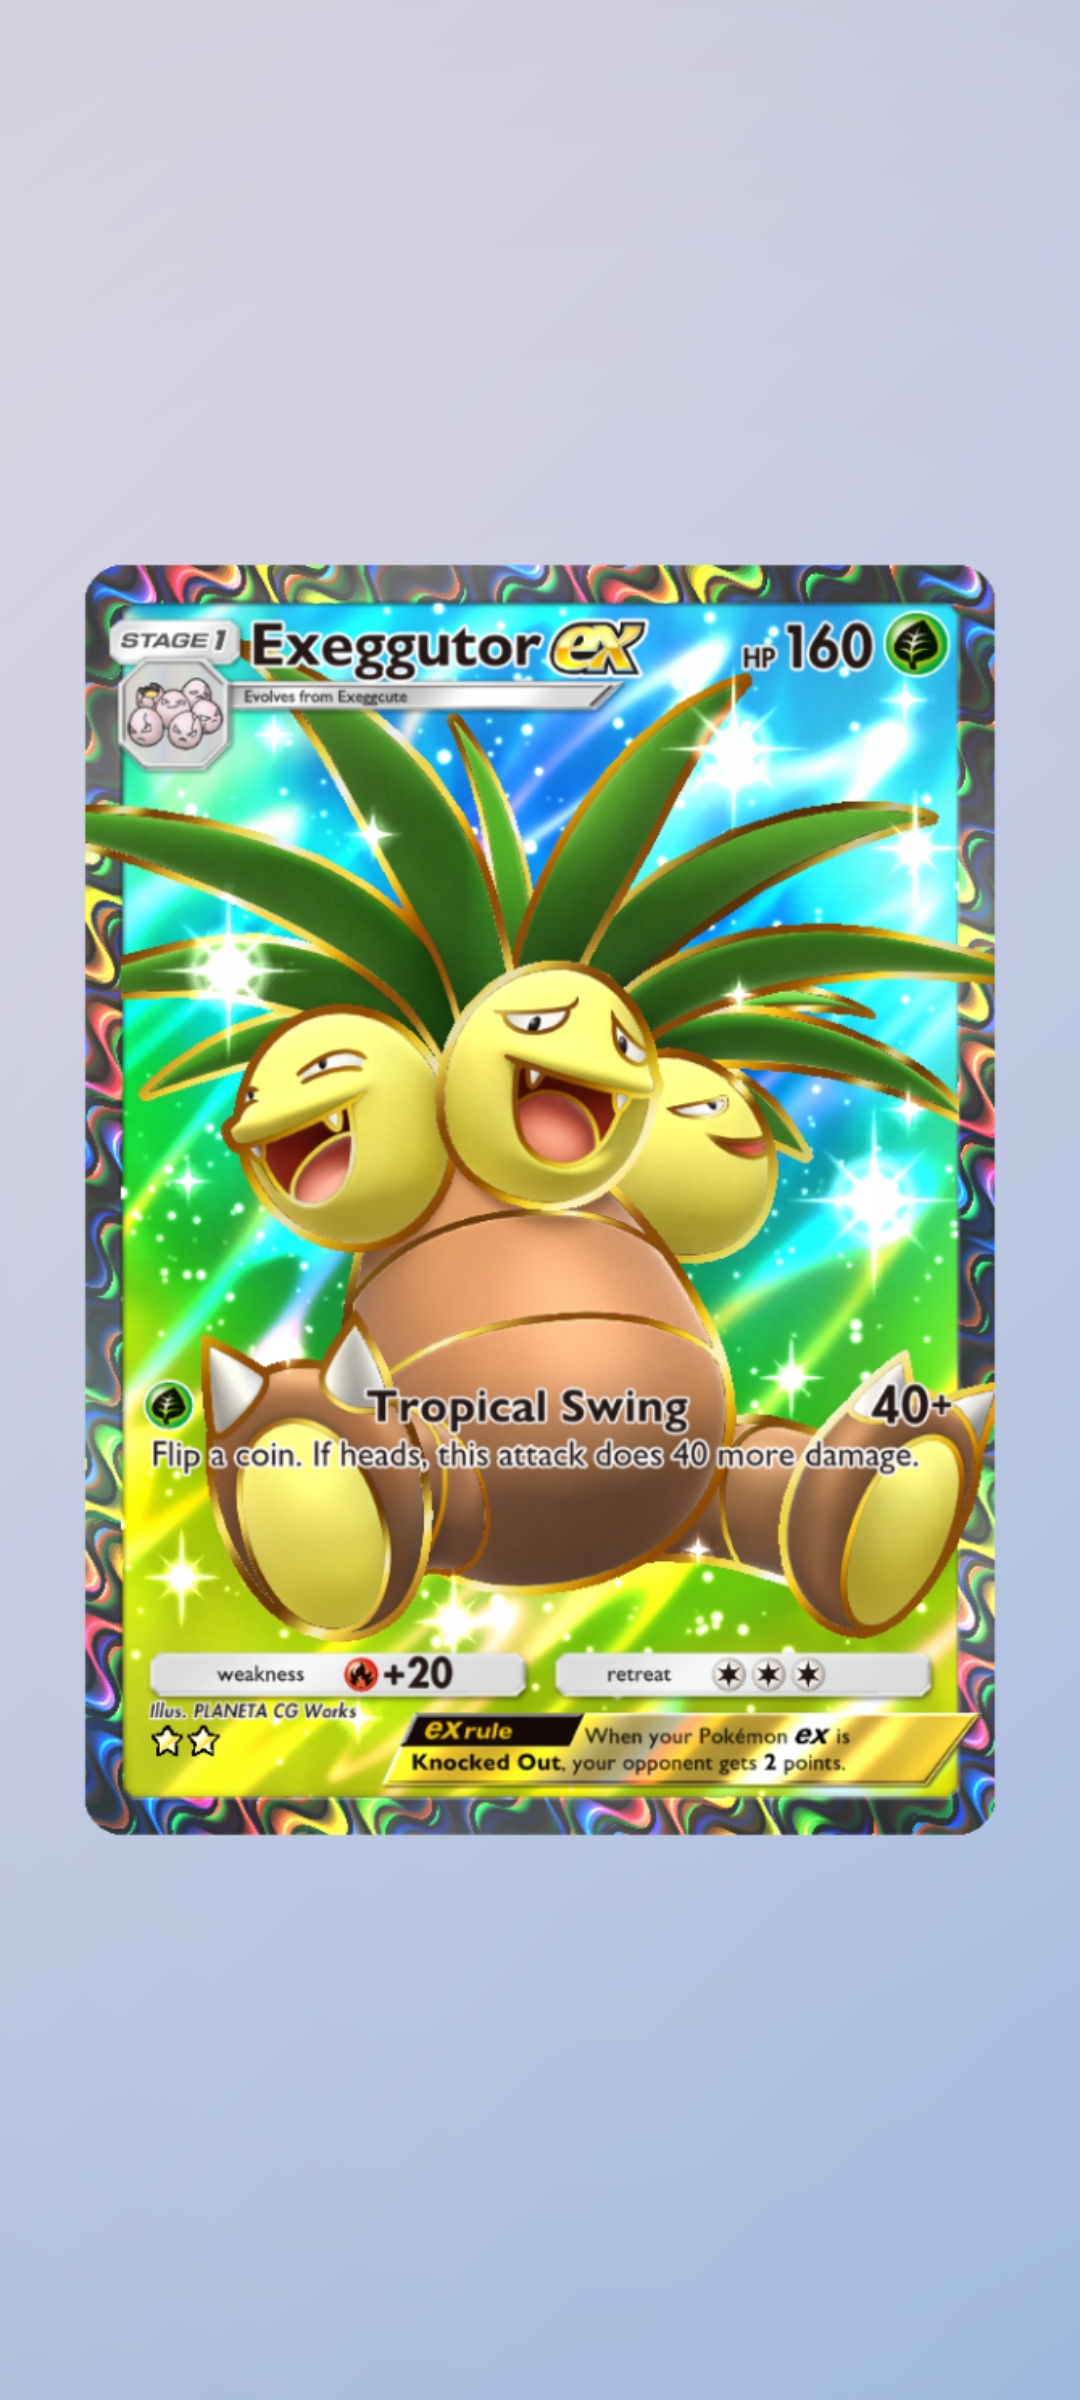 STAGE 1
Exeggutor ex
HP 160
Evolves from Exeggcute
Tropical Swing
40+
Flip a coin. If heads, this attack does 40 more damage.
weakness +20
retreat
Illus. PLANETA CG Works
ex rule When your Pokémon ex is
Knocked Out, your opponent gets 2 points.